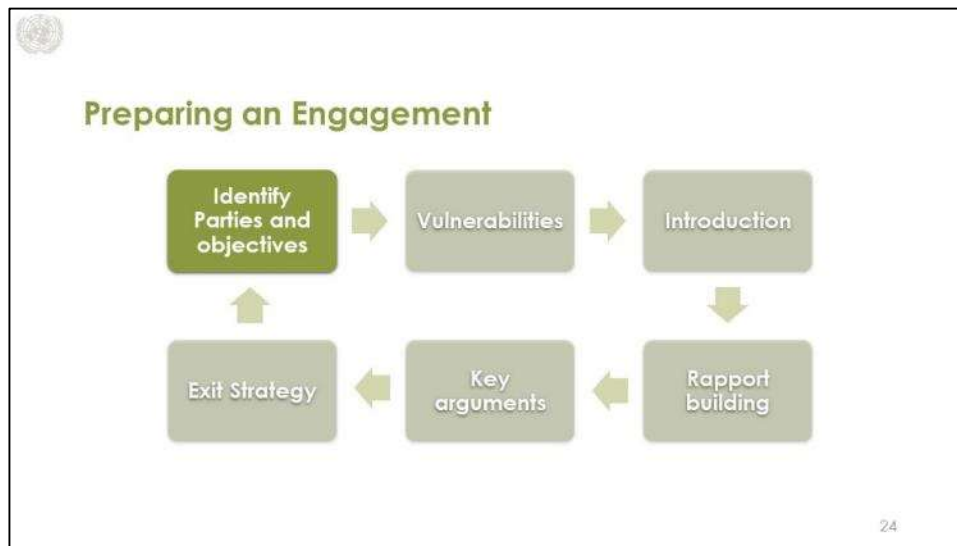 Preparing an Engagement
Identify
Parties and
objectives
Vulnerabilities
Introduction
Exit Strategy
Key
arguments
Rapport
building
24